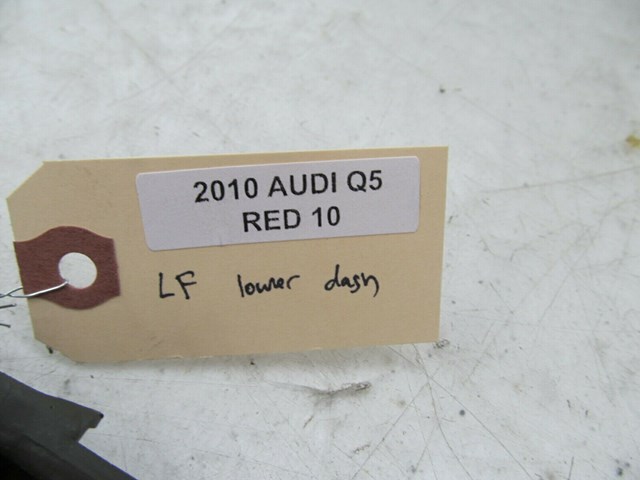 2010 AUDI Q5
RED 10
LF lower dash